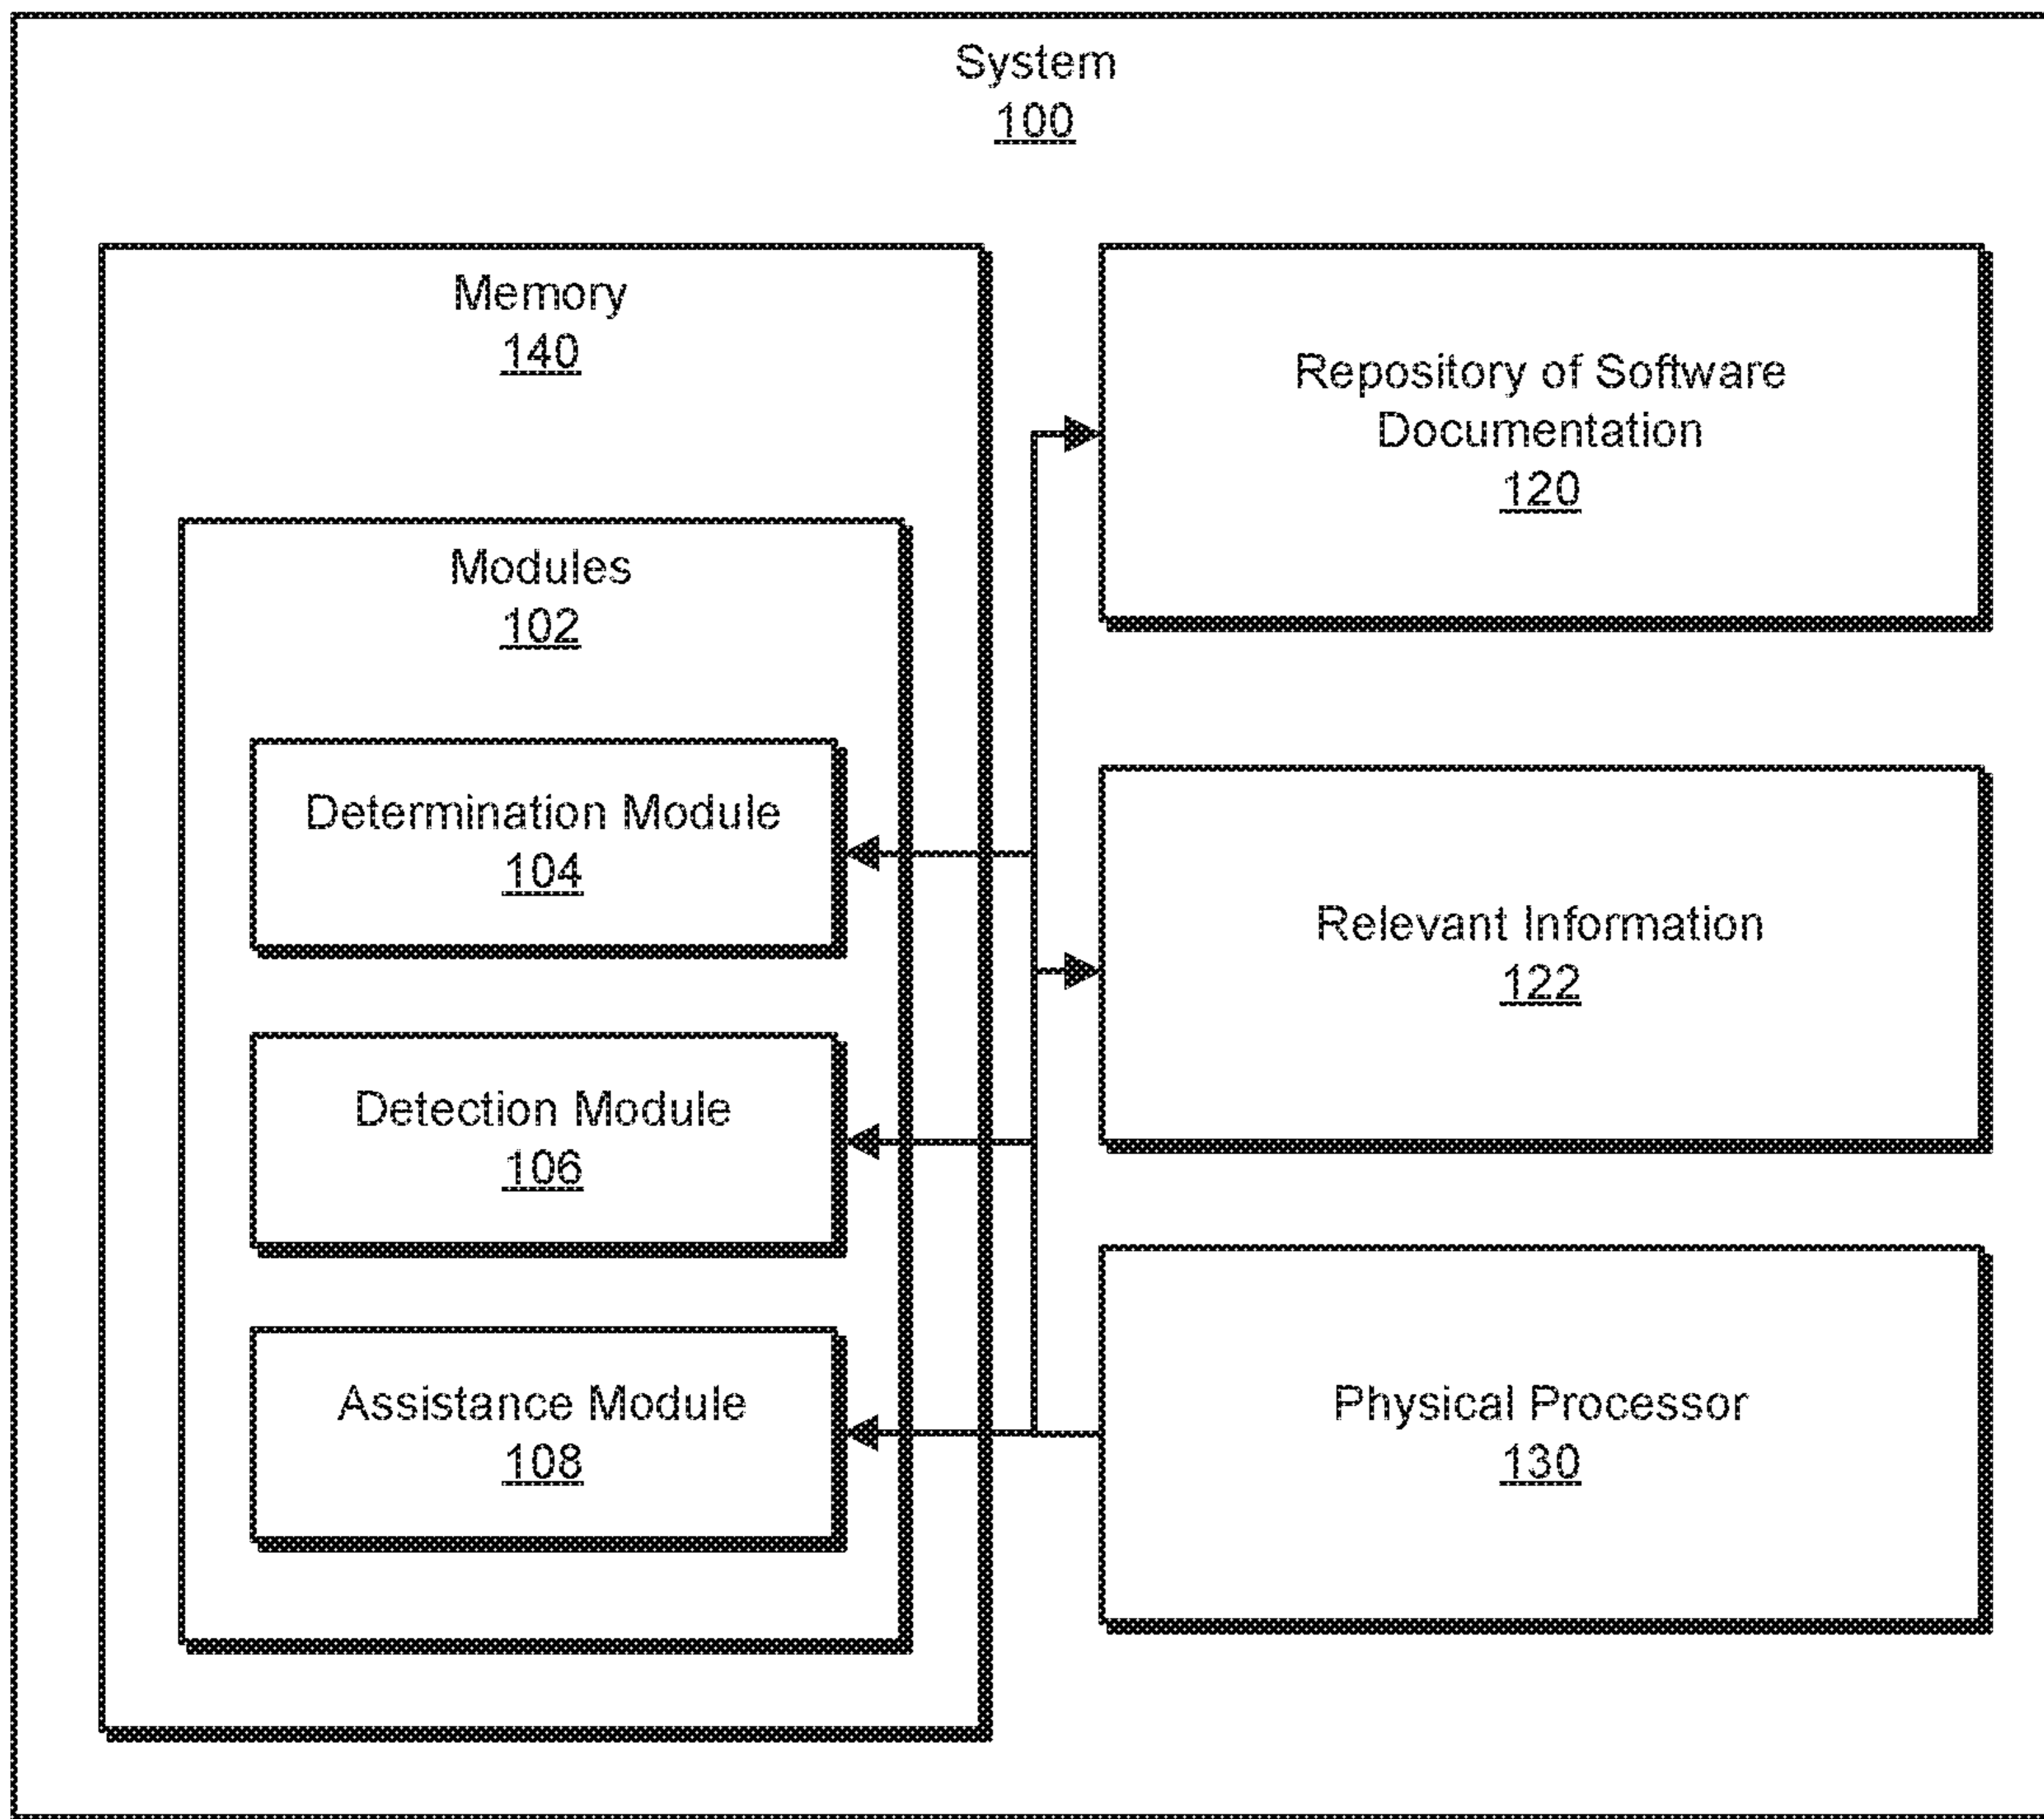 System
100
Memory
140
Modules
102
Determination Module
104
Detection Module
106
Assistance Module
108
Repository of Software
Documentation
120
Relevant Information
122
Physical Processor
130